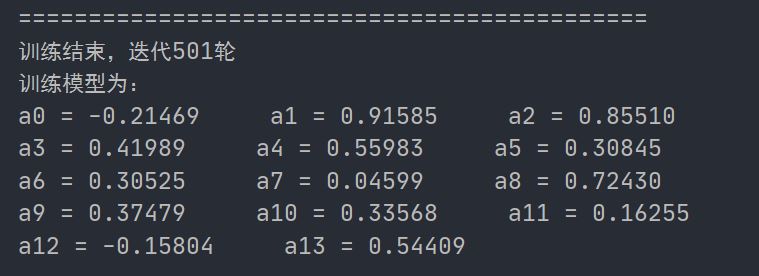 =============================================
训练结束，迭代501轮
训练模型为：
a0 = -0.21469 a1 = 0.91585 a2 = 0.85510
a3 = 0.41989 a4 = 0.55983 a5 = 0.30845
a6 = 0.30525 a7 = 0.04599 a8 = 0.72430
a9 = 0.37479 a10 = 0.33568 a11 = 0.16255
a12 = -0.15804 a13 = 0.54409